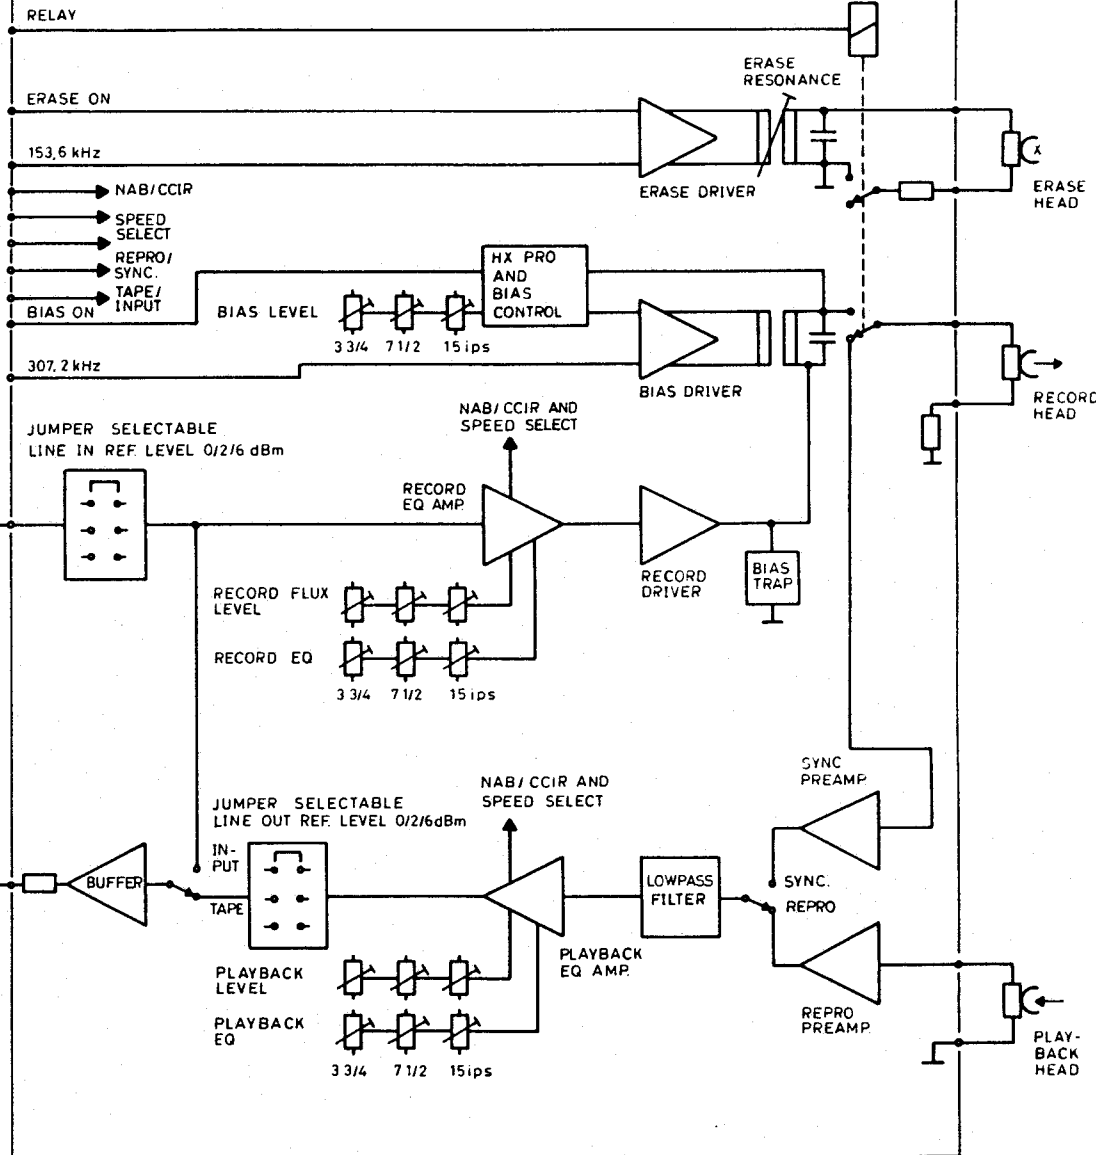 RELAY
ERASE
RESONANCE
ERASE ON
153,6 kHz
ERASE DRIVER
ERASE
HEAD
NAB/CCIR
SPEED
SELECT
REPRO/
SYNC.
TAPE/
INPUT
BIAS ON
BIAS LEVEL
3 3/4
7 1/2
15 ips
HX PRO
AND
BIAS
CONTROL
307,2 kHz
BIAS DRIVER
RECORD
HEAD
JUMPER SELECTABLE
LINE IN REF. LEVEL 0/2/6 dBm
NAB/CCIR AND
SPEED SELECT
RECORD
EQ AMP.
RECORD
DRIVER
BIAS
TRAP
RECORD FLUX
LEVEL
RECORD EQ
3 3/4
7 1/2
15 ips
SYNC
PREAMP.
NAB/CCIR AND
SPEED SELECT
JUMPER SELECTABLE
LINE OUT REF. LEVEL 0/2/6dBm
IN-
PUT
BUFFER
TAPE
LOWPASS
FILTER
SYNC.
REPRO
PLAYBACK
EQ AMP.
PLAYBACK
LEVEL
PLAYBACK
EQ
3 3/4
7 1/2
15 ips
REPRO
PREAMP.
PLAY-
BACK
HEAD